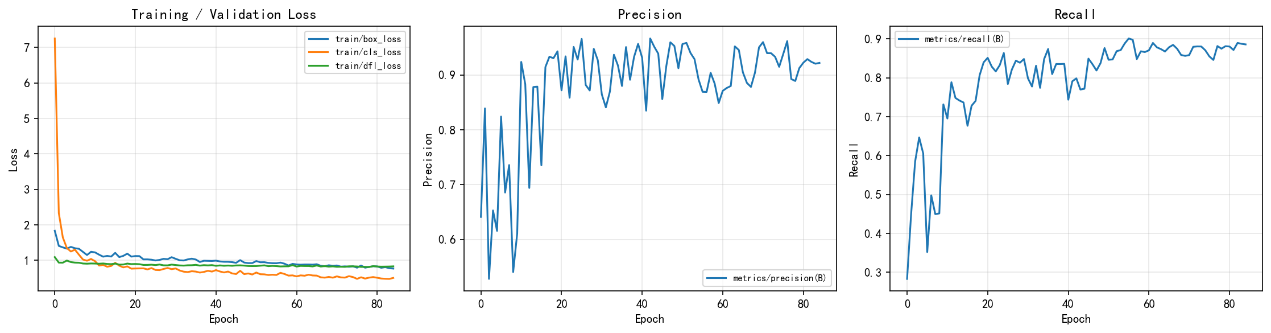 Training / Validation Loss
train/box_loss
train/cls_loss
train/dfl_loss
7
6
5
4
3
2
1
Loss
0
20
40
60
80
Epoch
Precision
0.9
0.8
0.7
0.6
Precision
metrics/precision(B)
0
20
40
60
80
Epoch
Recall
metrics/recall(B)
0.9
0.8
0.7
0.6
0.5
0.4
0.3
Recall
0
20
40
60
80
Epoch